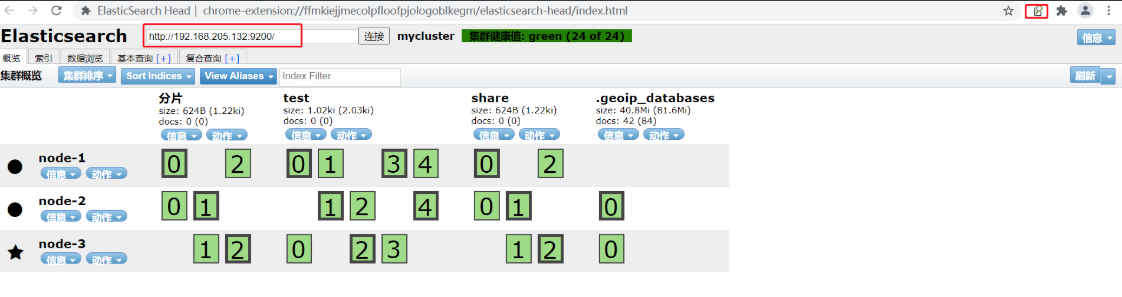 ElasticSearch Head | chrome-extension://ffmkiejjmecolpfloofpjologoblkegm/elasticsearch-head/index.html
Elasticsearch http://192.168.205.132:9200/ 连接 mycluster 集群健康值: green (24 of 24) 信息
概览 索引 数据浏览 基本查询 [+] 复合查询 [+]
集群概览 集群排序 Sort Indices View Aliases Index Filter 刷新
分片 test share .geoip_databases
size: 624B (1.22ki) size: 1.02ki (2.03ki) size: 624B (1.22ki) size: 40.8Mi (81.6Mi)
docs: 0 (0) docs: 0 (0) docs: 0 (0) docs: 42 (84)
信息 动作 信息 动作 信息 动作 信息 动作
node-1 0 2 0 1 3 4 0 2
信息 动作
node-2 0 1 1 2 4 0 1 0
信息 动作
node-3 1 2 0 2 3 1 2 0
信息 动作